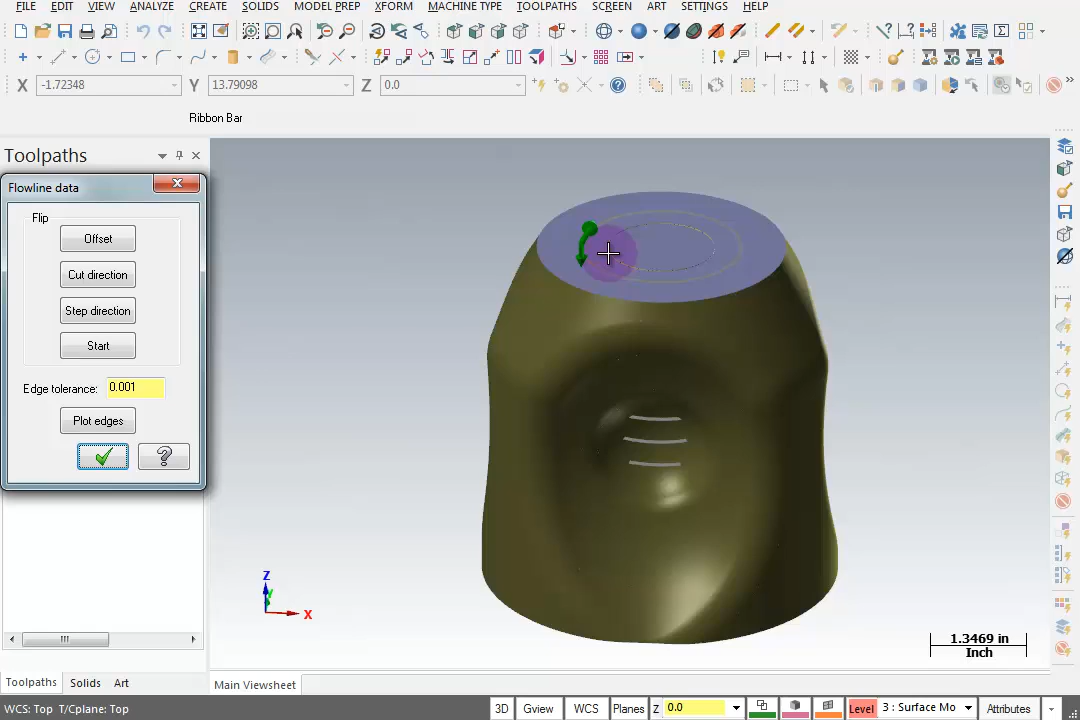 FILE EDIT VIEW ANALYZE CREATE SOLIDS MODEL PREP XFORM MACHINE TYPE TOOLPATHS SCREEN ART SETTINGS HELP
X -1.72348 Y 13.79098 Z 0.0
Ribbon Bar
Toolpaths
Flowline data
Flip
Offset
Cut direction
Step direction
Start
Edge tolerance: 0.001
Plot edges
Z
Y
X
1.3469 in
Inch
Toolpaths Solids Art
Main Viewsheet
WCS: Top T/Cplane: Top
3D Gview WCS Planes Z 0.0 Level 3 : Surface Mo Attributes